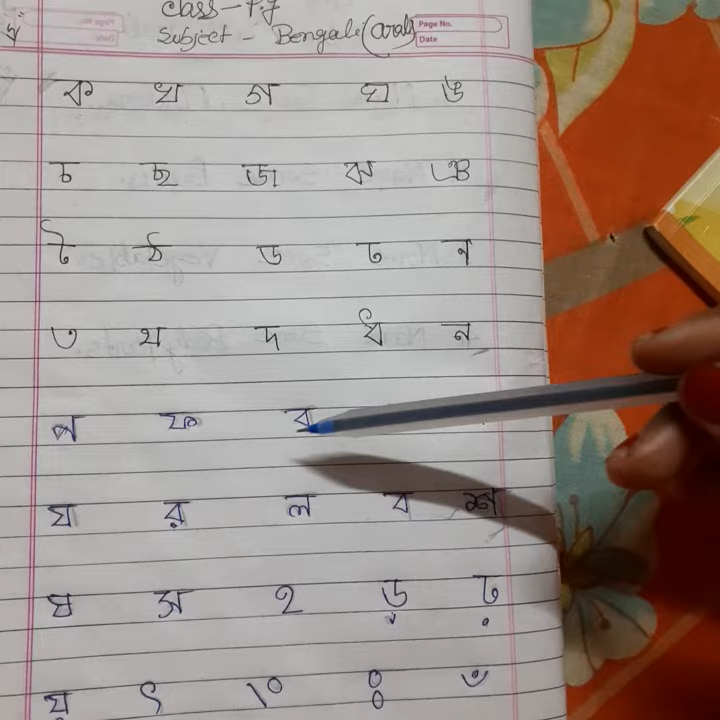 Class - P.J
Subject - Bengali (Oral)
Page No.
Date
ক খ গ ঘ ঙ
চ ছ জ ঝ ঞ
ট ঠ ড ঢ ন
ত থ দ ধ ন
প ফ ব
য র ল ব শ
ষ স হ ড় ঢ়
য় ৎ ং ঃ ঁ